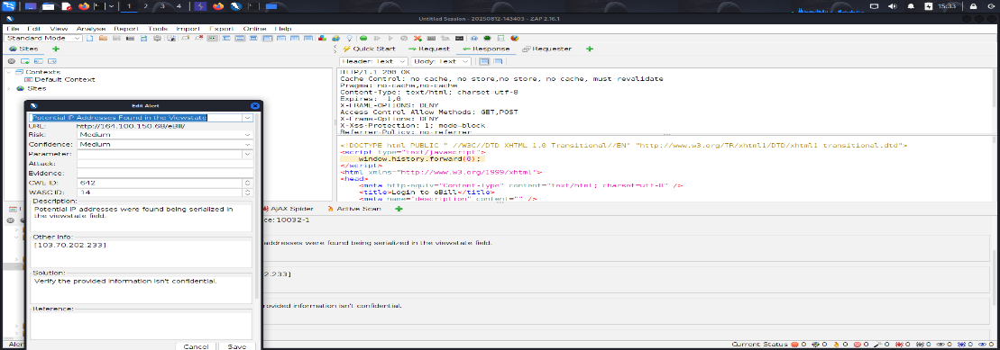 1 2 3 4
15:33
Untitled Session - 20250812-143403 - ZAP 2.16.1
File Edit View Analyse Report Tools Import Export Online Help
Standard Mode
Sites
Quick Start Request Response Requester
Header: Text Body: Text
Contexts
Default Context
Sites
HTTP/1.1 200 OK
Cache Control: no cache, no store,no store, no cache, must revalidate
Pragma: no-cache,no-cache
Content-Type: text/html; charset=utf-8
Expires: 1,0
X-FRAME-OPTIONS: DENY
Access Control Allow Methods: GET,POST
X-Frame-Options: DENY
X-Xss-Protection: 1; mode-block
Referrer-Policy: no-referrer
<!DOCTYPE html PUBLIC " //W3C//DTD XHTML 1.0 Transitional//EN" "http://www.w3.org/TR/xhtml1/DTD/xhtml1 transitional.dtd">
<script type="text/javascript">
window.history.forward(0);
</script>
<html xmlns="http://www.w3.org/1999/xhtml">
<head>
<meta http-equiv="Content-Type" content="text/html; charset=utf-8" />
<title>Login to eBill</title>
<meta name="description" content="" />
Edit Alert
Potential IP Addresses Found in the Viewstate
URL: http://164.100.150.68/eBill/
Risk: Medium
Confidence: Medium
Parameter:
Attack:
Evidence:
CWE ID: 642
WASC ID: 14
Description:
Potential IP addresses were found being serialized in
the viewstate field.
Other Info:
[103.70.202.233]
Solution:
Verify the provided information isn't confidential.
Reference:
Cancel Save
AJAX Spider Active Scan
ce: 10032-1
addresses were found being serialized in the viewstate field.
2.233]
provided information isn't confidential.
Aler
Current Status 0 0 0 0 0 0 0 0 0 0